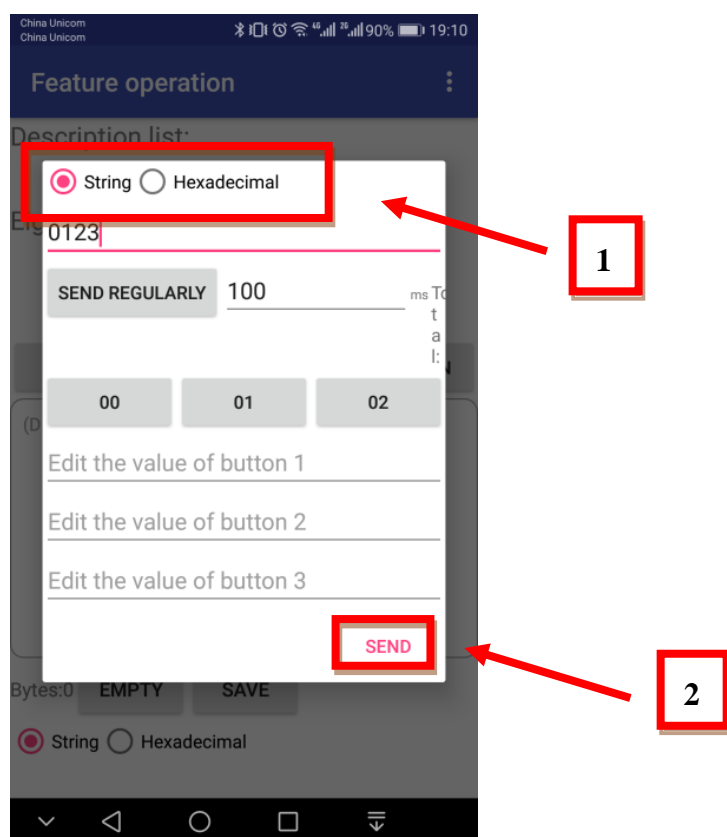 China Unicom
China Unicom
4G 2G 90% 19:10
Feature operation
Description list:
String Hexadecimal
0123
SEND REGULARLY 100 ms To
t
a
l:
00 01 02
(D
Edit the value of button 1
Edit the value of button 2
Edit the value of button 3
SEND
Bytes:0 EMPTY SAVE
String Hexadecimal
1
2